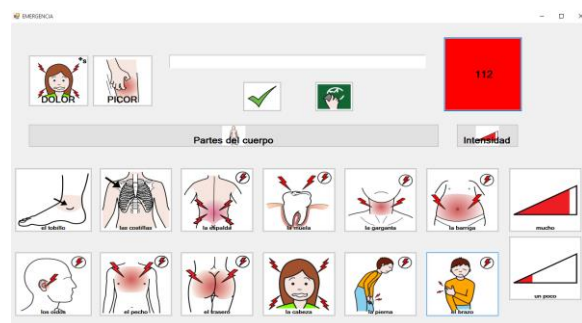 EMERGENCIA
DOLOR
PICOR
112
Partes del cuerpo
Intensidad
el tobillo
las costillas
la espalda
la muela
la garganta
la barriga
mucho
los oídos
el pecho
el trasero
la cabeza
la pierna
el brazo
un poco